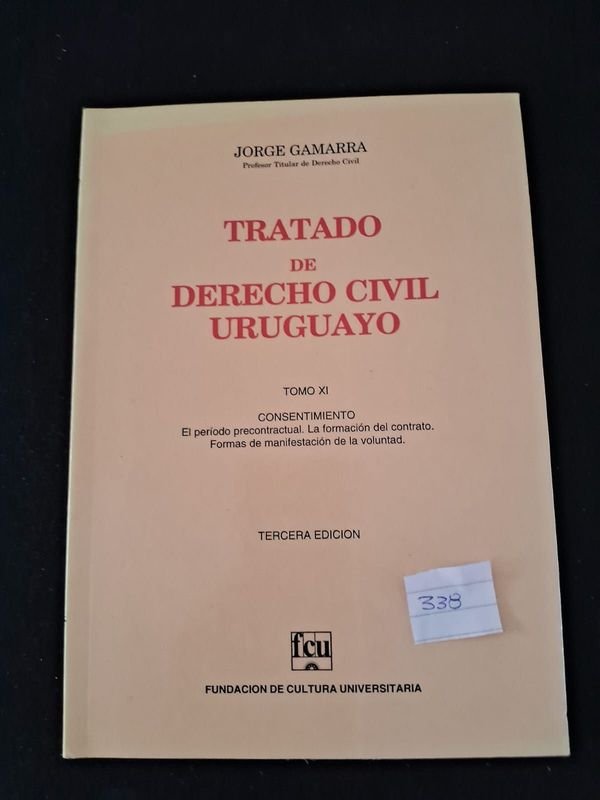 JORGE GAMARRA
Profesor Titular de Derecho Civil
TRATADO
DE
DERECHO CIVIL
URUGUAYO
TOMO XI
CONSENTIMIENTO
El período precontractual. La formación del contrato.
Formas de manifestación de la voluntad.
TERCERA EDICION
338
fcu
FUNDACION DE CULTURA UNIVERSITARIA